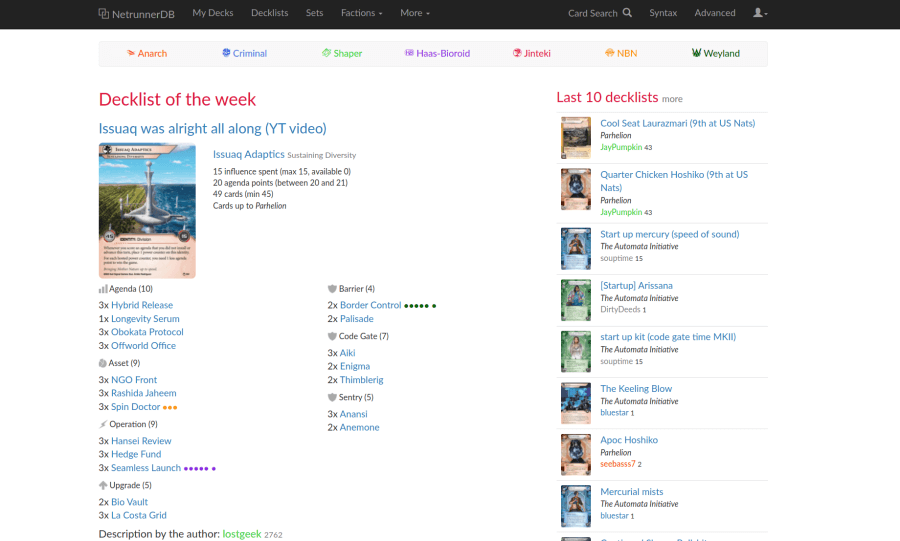 NetrunnerDB
My Decks
Decklists
Sets
Factions
More
Card Search
Syntax
Advanced
Anarch
Criminal
Shaper
Haas-Bioroid
Jinteki
NBN
Weyland
Decklist of the week
Issuaq was alright all along (YT video)
Issuaq Adaptics
Issuaq Adaptics Sustaining Diversity
15 influence spent (max 15, available 0)
20 agenda points (between 20 and 21)
49 cards (min 45)
Cards up to Parhelion
Agenda (10)
3x Hybrid Release
1x Longevity Serum
3x Obokata Protocol
3x Offworld Office
Asset (9)
3x NGO Front
3x Rashida Jaheem
3x Spin Doctor ●●●
Operation (9)
3x Hansei Review
3x Hedge Fund
3x Seamless Launch ●●●●● ●
Upgrade (5)
2x Bio Vault
3x La Costa Grid
Barrier (4)
2x Border Control ●●●●● ●
2x Palisade
Code Gate (7)
3x Aiki
2x Enigma
2x Thimblerig
Sentry (5)
3x Anansi
2x Anemone
Description by the author: lostgeek 2762
Last 10 decklists more
Cool Seat Laurazmari (9th at US Nats)
Parhelion
JayPumpkin 43
Quarter Chicken Hoshiko (9th at US
Nats)
Parhelion
JayPumpkin 43
Start up mercury (speed of sound)
The Automata Initiative
souptime 15
[Startup] Arissana
The Automata Initiative
DirtyDeeds 1
start up kit (code gate time MKII)
The Automata Initiative
souptime 15
The Keeling Blow
The Automata Initiative
bluestar 1
Apoc Hoshiko
Parhelion
seebasss7 2
Mercurial mists
The Automata Initiative
bluestar 1